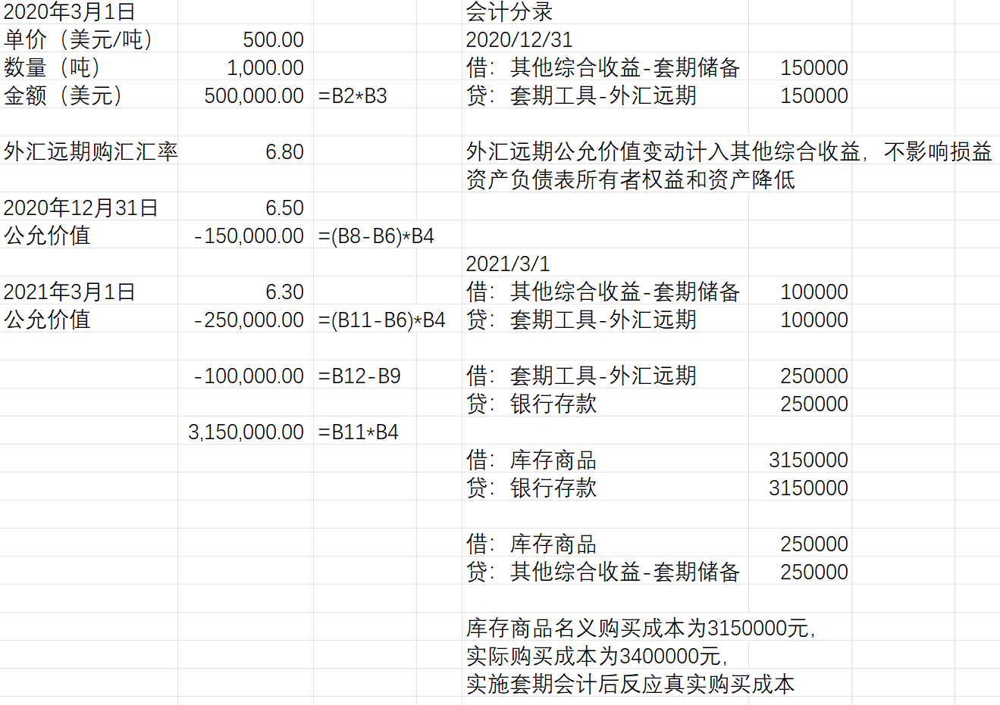 2020年3月1日 会计分录
单价（美元/吨） 500.00 2020/12/31
数量（吨） 1,000.00 借：其他综合收益-套期储备 150000
金额（美元） 500,000.00 =B2*B3 贷：套期工具-外汇远期 150000
外汇远期购汇汇率 6.80 外汇远期公允价值变动计入其他综合收益，不影响损益
资产负债表所有者权益和资产降低
2020年12月31日 6.50
公允价值 -150,000.00 =(B8-B6)*B4
2021/3/1
2021年3月1日 6.30 借：其他综合收益-套期储备 100000
公允价值 -250,000.00 =(B11-B6)*B4 贷：套期工具-外汇远期 100000
-100,000.00 =B12-B9 借：套期工具-外汇远期 250000
贷：银行存款 250000
3,150,000.00 =B11*B4
借：库存商品 3150000
贷：银行存款 3150000
借：库存商品 250000
贷：其他综合收益-套期储备 250000
库存商品名义购买成本为3150000元，
实际购买成本为3400000元，
实施套期会计后反应真实购买成本